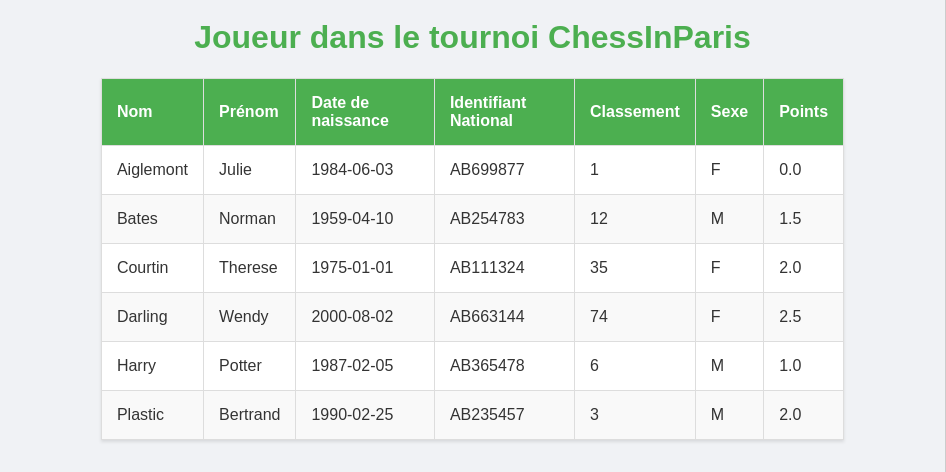 Joueur dans le tournoi ChessInParis
Nom Prénom Date de naissance Identifiant National Classement Sexe Points
Aiglemont Julie 1984-06-03 AB699877 1 F 0.0
Bates Norman 1959-04-10 AB254783 12 M 1.5
Courtin Therese 1975-01-01 AB111324 35 F 2.0
Darling Wendy 2000-08-02 AB663144 74 F 2.5
Harry Potter 1987-02-05 AB365478 6 M 1.0
Plastic Bertrand 1990-02-25 AB235457 3 M 2.0